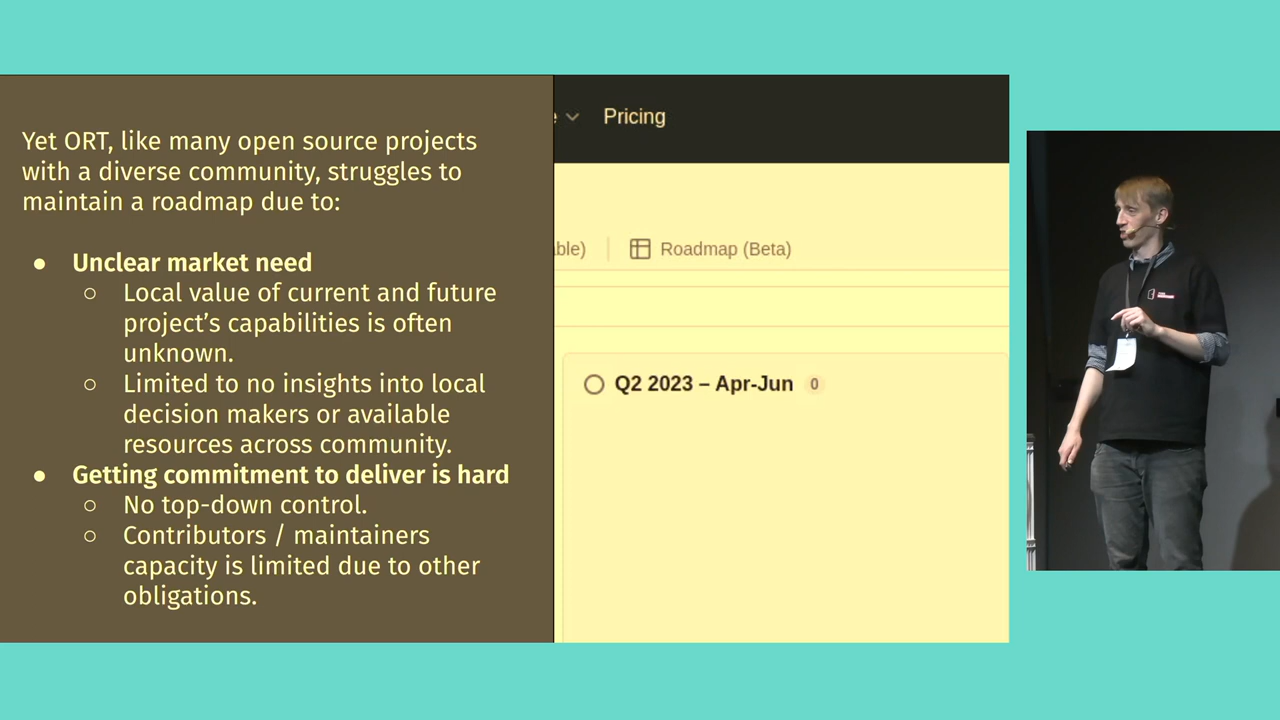 Yet ORT, like many open source projects
with a diverse community, struggles to
maintain a roadmap due to:
● Unclear market need
○ Local value of current and future
project’s capabilities is often
unknown.
○ Limited to no insights into local
decision makers or available
resources across community.
● Getting commitment to deliver is hard
○ No top-down control.
○ Contributors / maintainers
capacity is limited due to other
obligations.
Pricing
Roadmap (Beta)
Q2 2023 – Apr-Jun 0